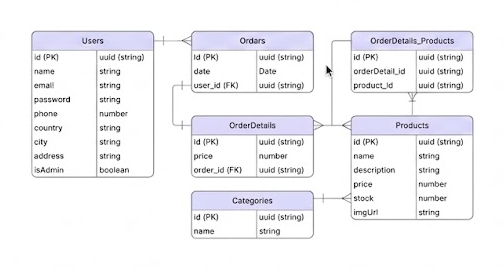 Users
id (PK) uuid (string)
name string
email string
password string
phone number
country string
city string
address string
isAdmin boolean
Ordars
id (PK) uuid (string)
date Date
user_id (FK) uuid (string)
OrderDetails_Products
id (PK) uuid (string)
orderDetail_id uuid (string)
product_id uuid (string)
OrderDetails
id (PK) uuid (string)
price number
order_id (FK) uuid (string)
Products
id (PK) uuid (string)
name string
description string
price number
stock number
imgUrl string
Categories
id (PK) uuid (string)
name string